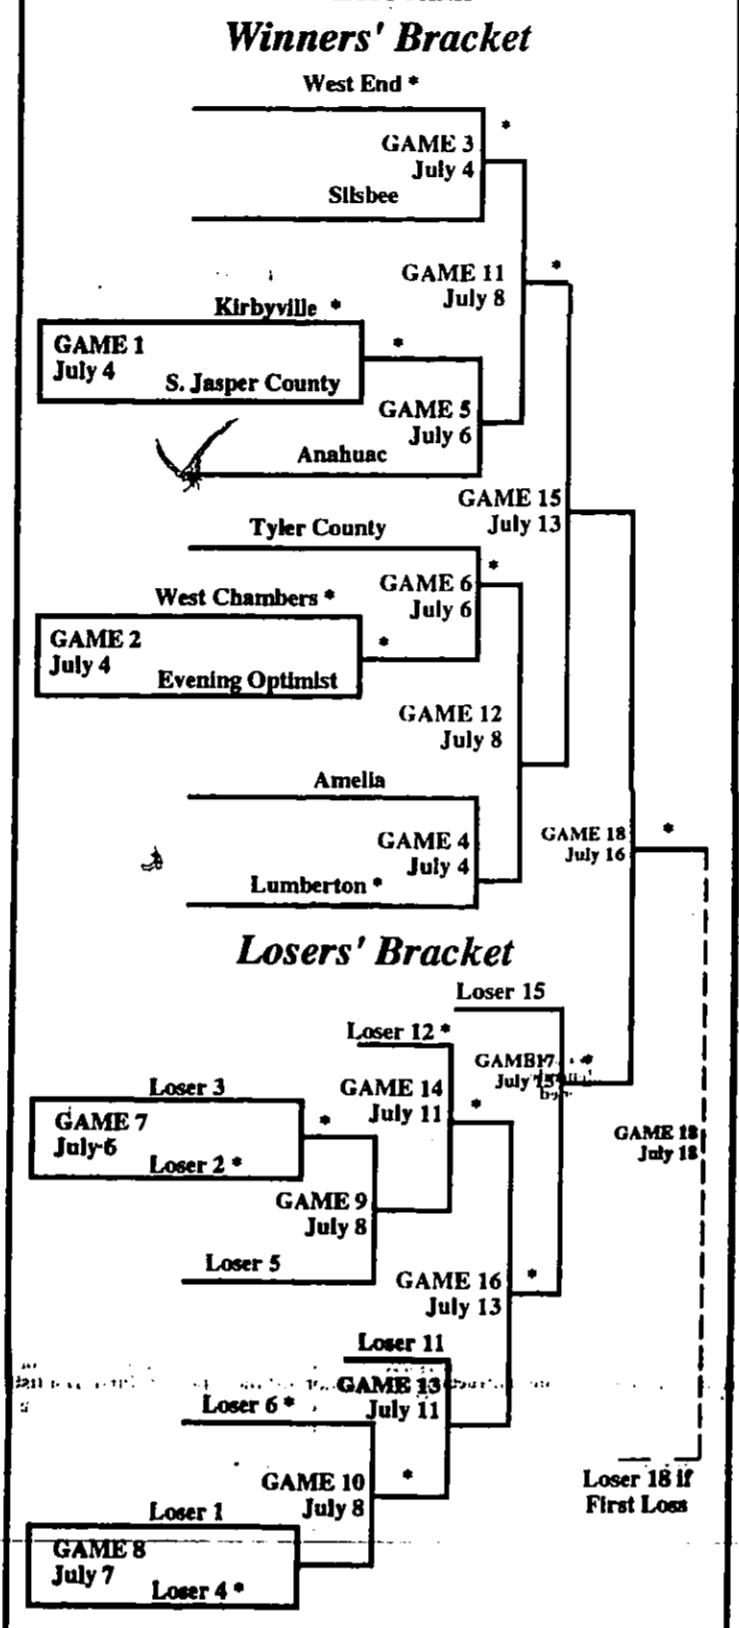 Winners' Bracket
West End *
*
GAME 3
July 4
Silsbee
*
GAME 11
July 8
Kirbyville *
GAME 1
July 4
*
S. Jasper County
GAME 5
July 6
Anahuac
GAME 15
July 13
Tyler County
*
GAME 6
July 6
West Chambers *
GAME 2
July 4
*
Evening Optimist
GAME 12
July 8
Amelia
GAME 4
July 4
GAME 18
July 16
*
Lumberton *
Losers' Bracket
Loser 15
Loser 12 *
GAME17 *
July 15
GAME 14
July 11
*
Loser 3
GAME 7
July 6
*
Loser 2 *
GAME 18
July 18
GAME 9
July 8
Loser 5
*
GAME 16
July 13
Loser 11
GAME 13
July 11
Loser 6 *
*
GAME 10
July 8
Loser 18 if
First Loss
Loser 1
GAME 8
July 7
Loser 4 *